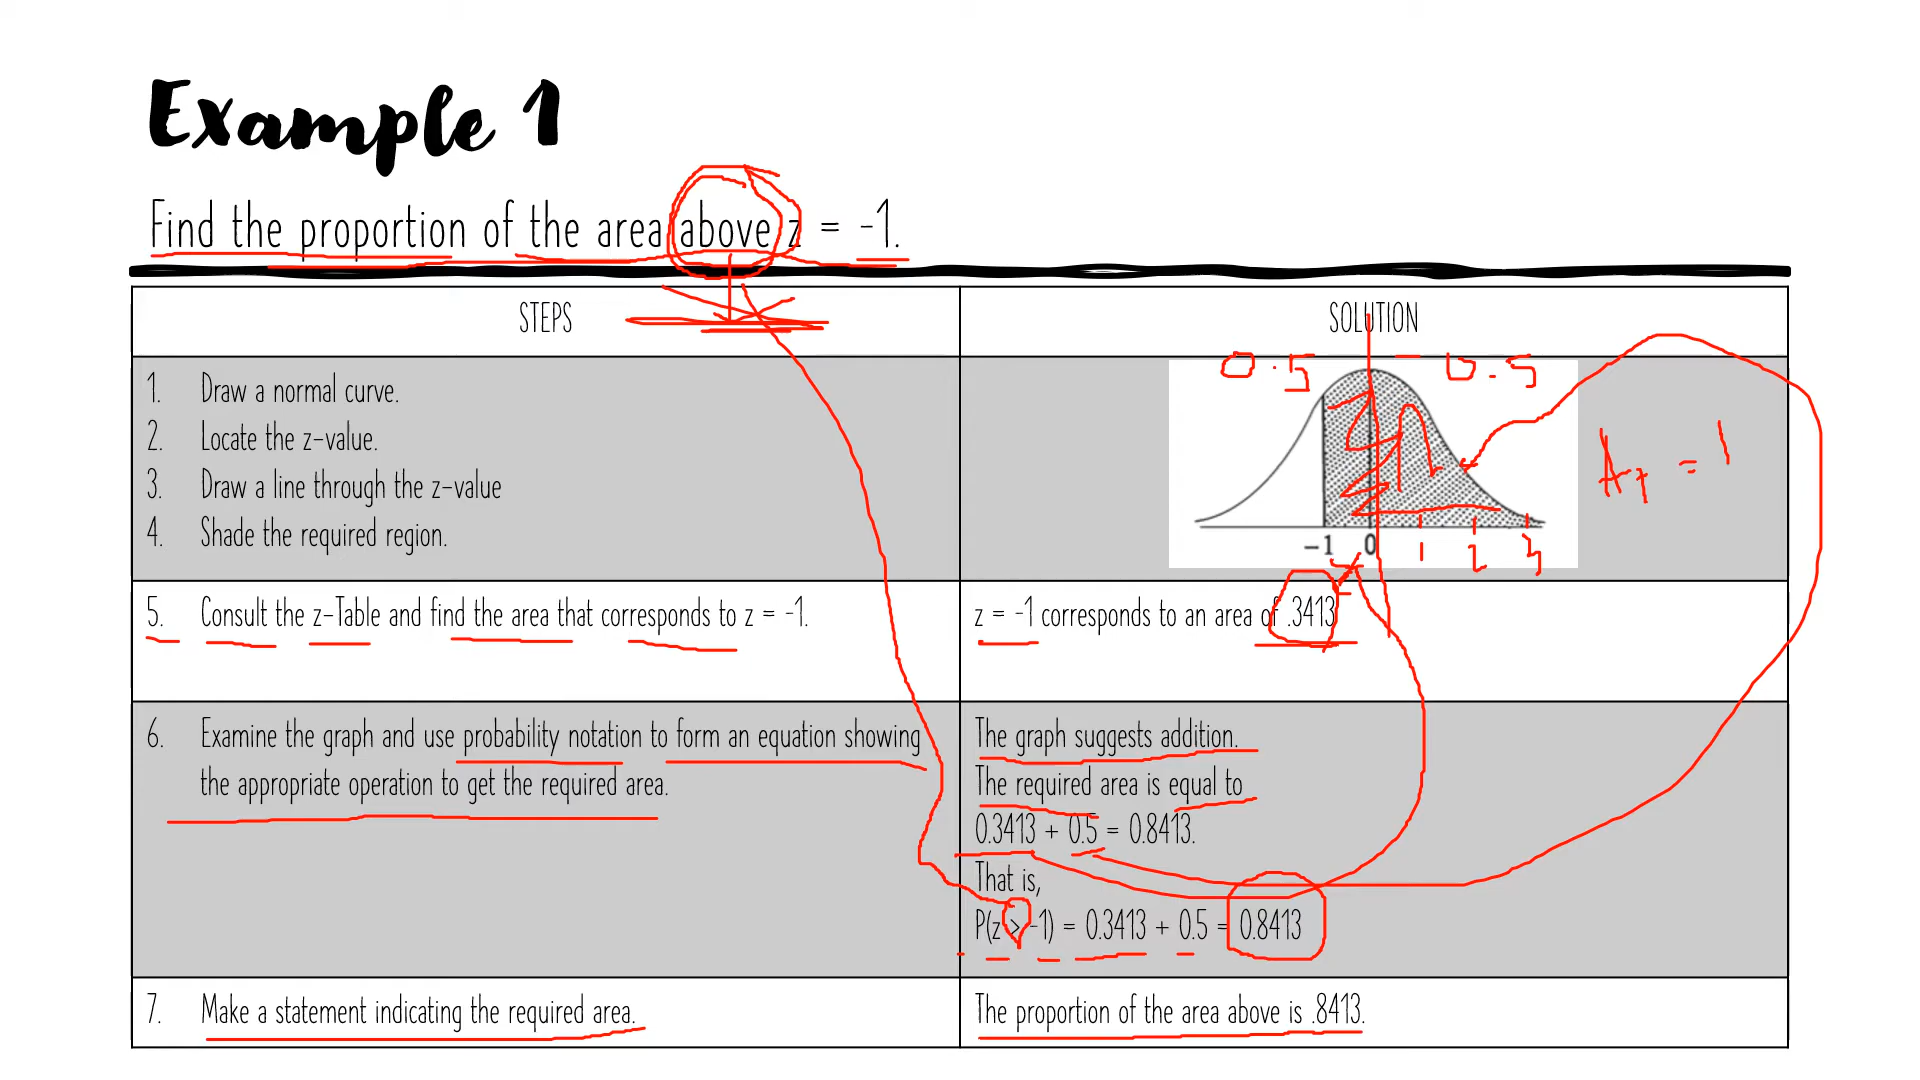 Example 1
Find the proportion of the area above z = -1.
STEPS
SOLUTION
1. Draw a normal curve.
2. Locate the z-value.
3. Draw a line through the z-value
4. Shade the required region.
0.5
0.5
-1 0 1 2 3
A_T = 1
5. Consult the z-Table and find the area that corresponds to z = -1.
z = -1 corresponds to an area of .3413
6. Examine the graph and use probability notation to form an equation showing
the appropriate operation to get the required area.
The graph suggests addition.
The required area is equal to
0.3413 + 0.5 = 0.8413.
That is,
P(z > -1) = 0.3413 + 0.5 = 0.8413
7. Make a statement indicating the required area.
The proportion of the area above is .8413.